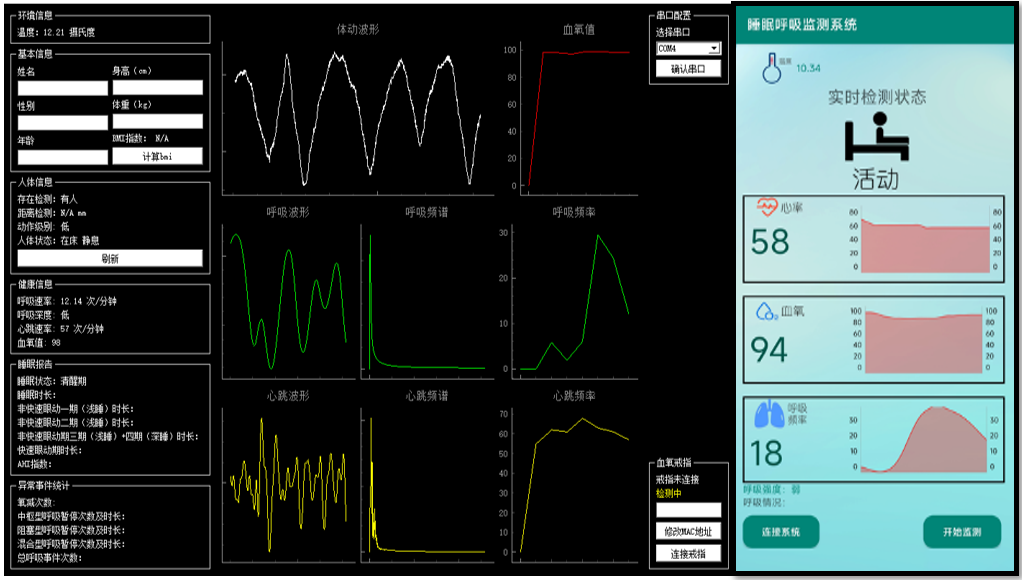 环境信息
温度: 12.21 摄氏度
基本信息
姓名
身高（cm）
性别
体重（kg）
年龄
BMI指数: N/A
计算bmi
人体信息
存在检测: 有人
距离检测: N/A mm
动作级别: 低
人体状态: 在床 静息
刷新
健康信息
呼吸速率: 12.14 次/分钟
呼吸深度: 低
心跳速率: 57 次/分钟
血氧值: 98
睡眠报告
睡眠状态: 清醒期
睡眠时长:
非快速眼动一期（浅睡）时长:
非快速眼动二期（浅睡）时长:
非快速眼动期三期（浅睡）+四期（深睡）时长:
快速眼动期时长:
AHI指数:
异常事件统计
氧减次数:
中枢型呼吸暂停次数及时长:
阻塞型呼吸暂停次数及时长:
混合型呼吸暂停次数及时长:
总呼吸事件次数:
体动波形
血氧值
100
80
60
40
20
0
呼吸波形
呼吸频谱
呼吸频率
30
20
10
0
心跳波形
心跳频谱
心跳频率
70
60
50
40
30
20
10
0
串口配置
选择串口
COM4
确认串口
血氧戒指
戒指未连接
检测中
修改MAC地址
连接戒指
睡眠呼吸监测系统
温度 10.34
实时检测状态
活动
心率
58
80 80
60 60
40 40
20 20
0 0
血氧
94
100 100
80 80
60 60
40 40
20 20
0 0
呼吸
频率
18
30 30
20 20
10 10
0 0
呼吸强度: 弱
呼吸情况:
连接系统
开始监测